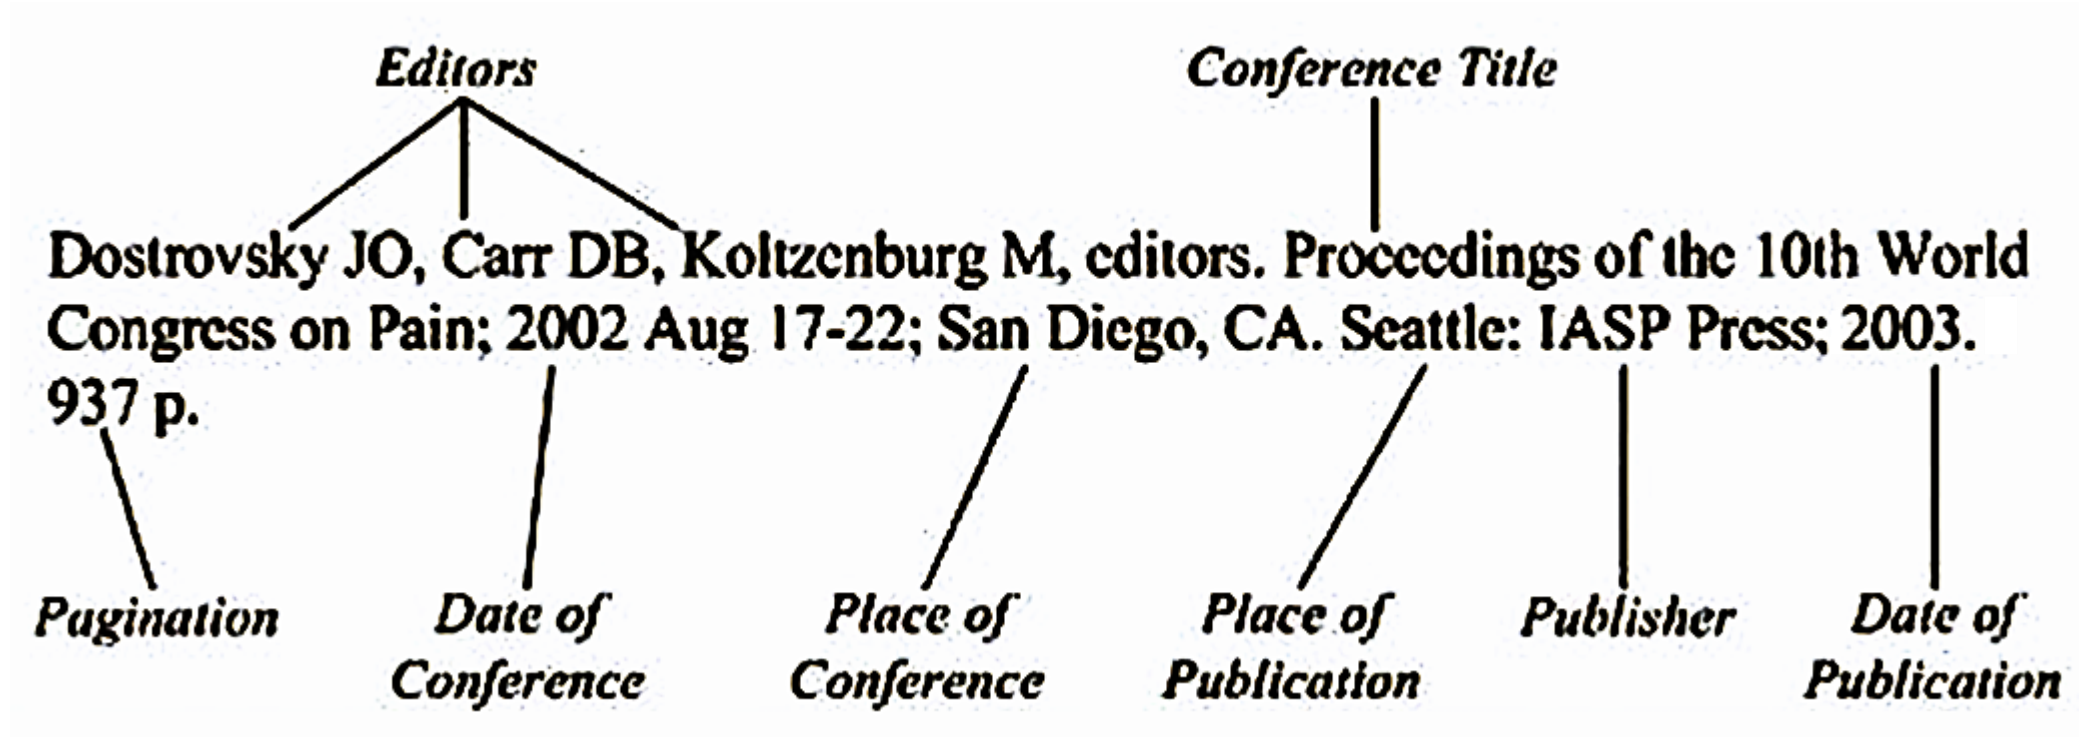 Editors
Conference Title
Dostrovsky JO, Carr DB, Koltzenburg M, editors. Proceedings of the 10th World
Congress on Pain; 2002 Aug 17-22; San Diego, CA. Seattle: IASP Press; 2003.
937 p.
Pagination
Date of
Conference
Place of
Conference
Place of
Publication
Publisher
Date of
Publication